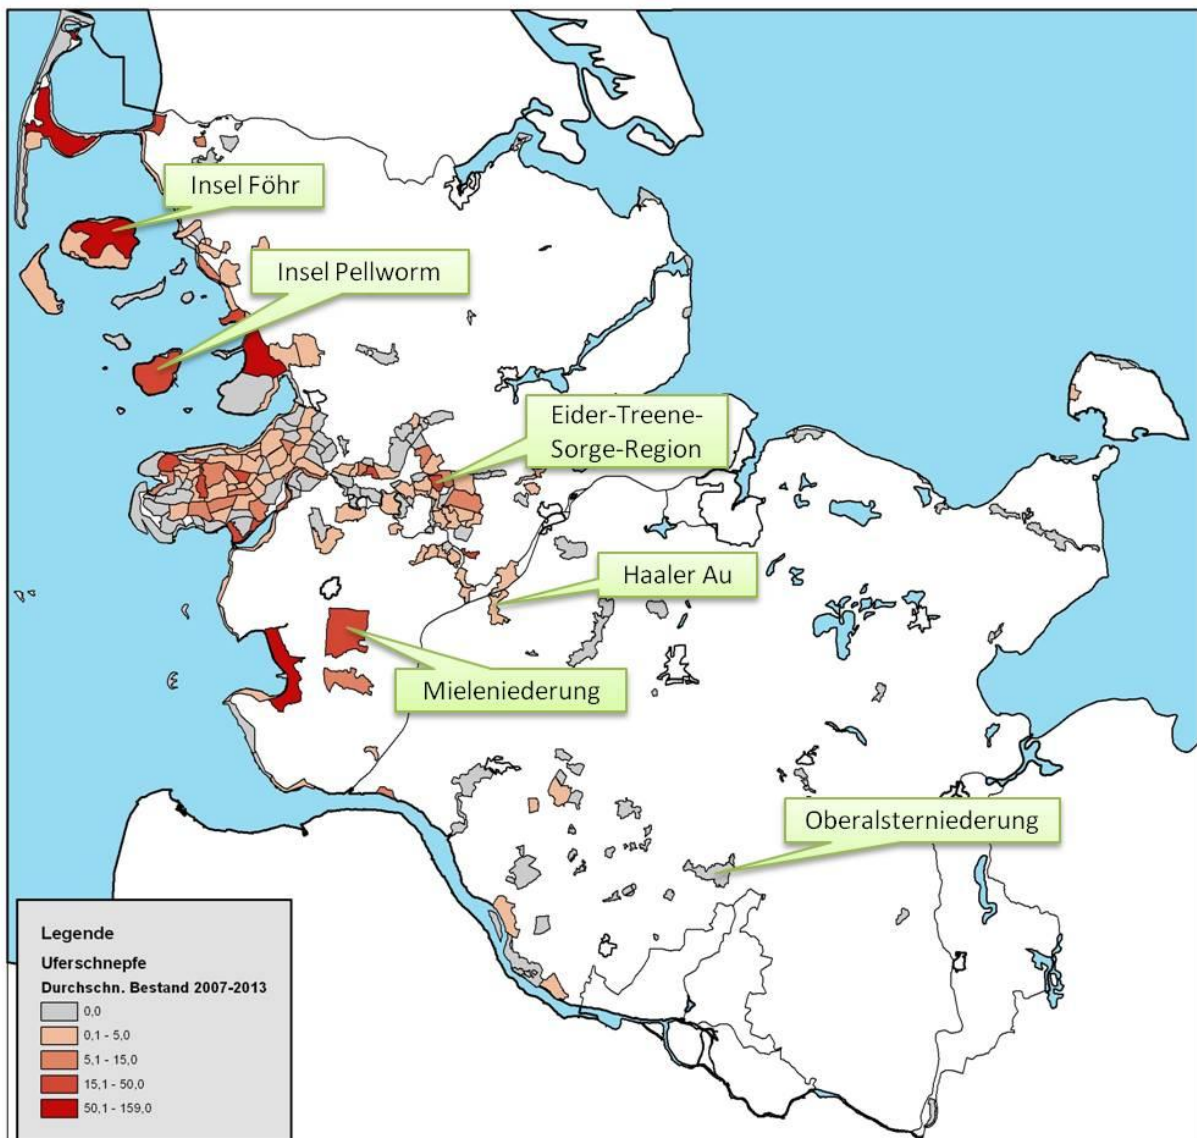 Insel Föhr
Insel Pellworm
Eider-Treene-
Sorge-Region
Haaler Au
Mieleniederung
Oberalsterniederung
Legende
Uferschnepfe
Durchschn. Bestand 2007-2013
0,0
0,1 - 5,0
5,1 - 15,0
15,1 - 50,0
50,1 - 159,0